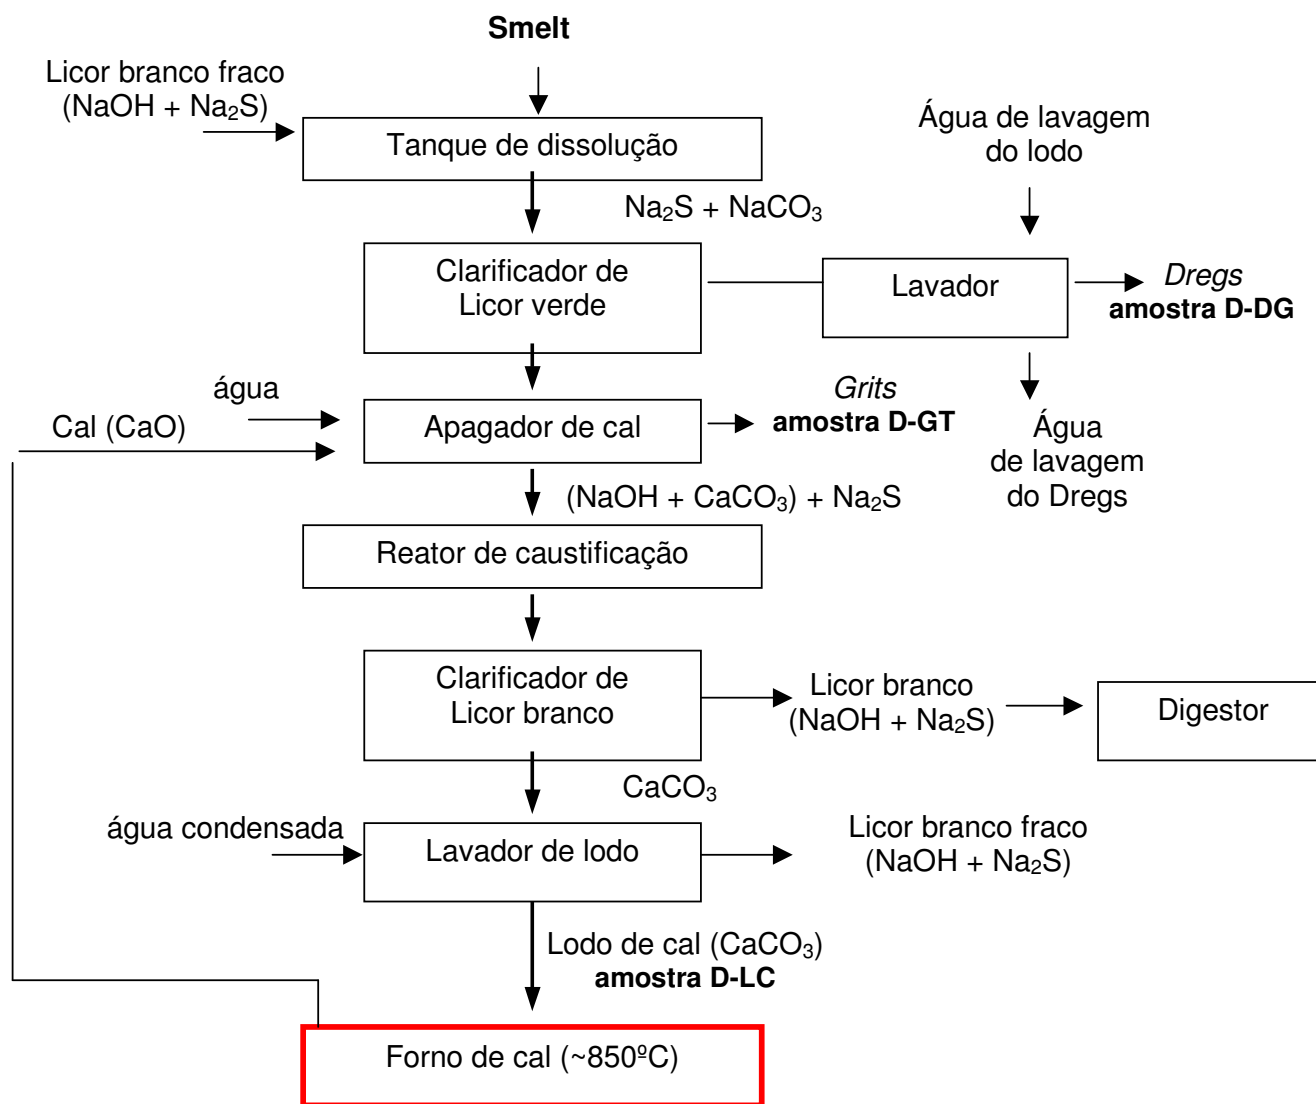 Smelt
Licor branco fraco
(NaOH + Na₂S)
Tanque de dissolução
Água de lavagem
do lodo
Na₂S + NaCO₃
Clarificador de
Licor verde
Lavador
Dregs
amostra D-DG
água
Cal (CaO)
Apagador de cal
Grits
amostra D-GT
Água
de lavagem
do Dregs
(NaOH + CaCO₃) + Na₂S
Reator de caustificação
Clarificador de
Licor branco
Licor branco
(NaOH + Na₂S)
Digestor
CaCO₃
água condensada
Lavador de lodo
Licor branco fraco
(NaOH + Na₂S)
Lodo de cal (CaCO₃)
amostra D-LC
Forno de cal (~850ºC)